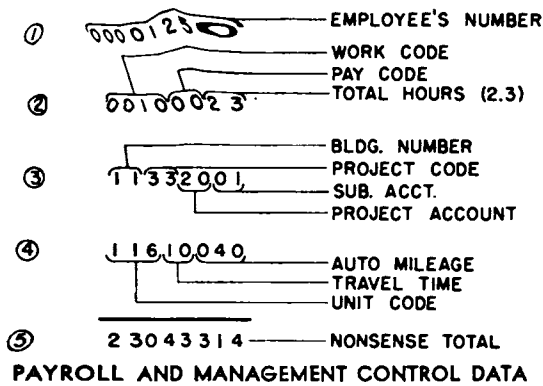 ① 00001250 EMPLOYEE'S NUMBER
WORK CODE
PAY CODE
② 00100023 TOTAL HOURS (2.3)
BLDG. NUMBER
PROJECT CODE
③ 11332001 SUB. ACCT.
PROJECT ACCOUNT
④ 11610040 AUTO MILEAGE
TRAVEL TIME
UNIT CODE
⑤ 23043314 NONSENSE TOTAL
PAYROLL AND MANAGEMENT CONTROL DATA